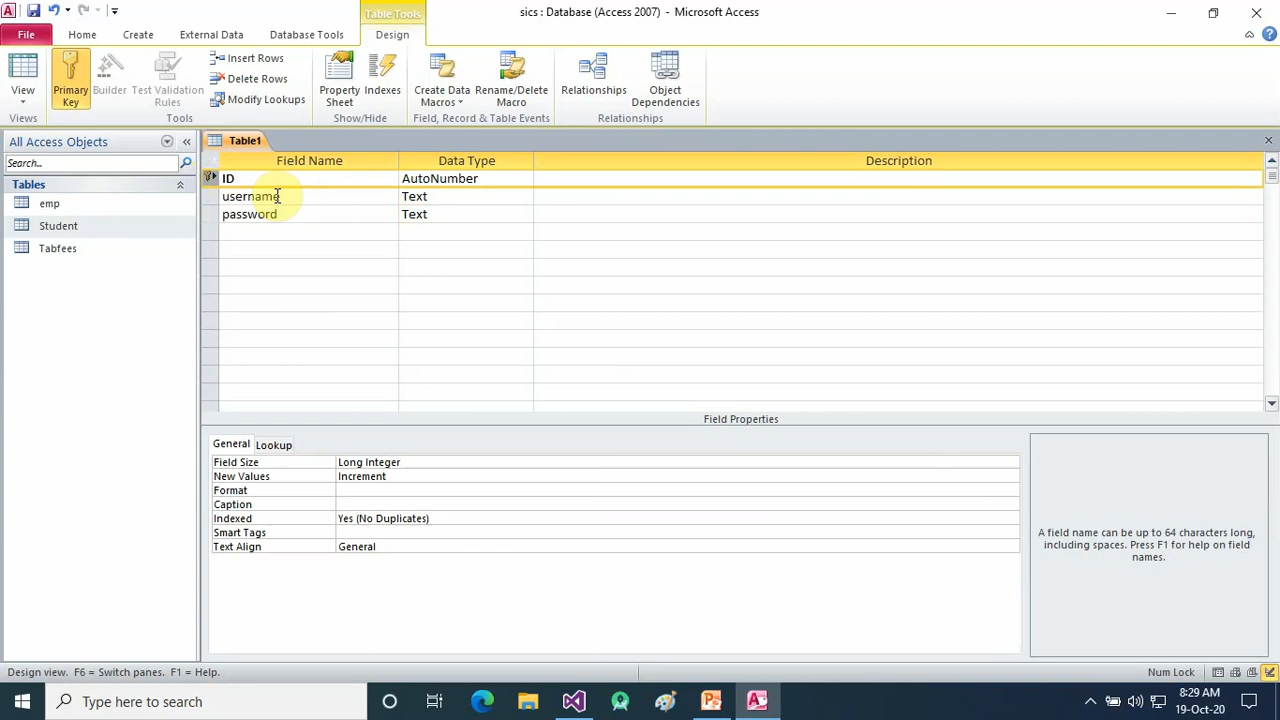 Table Tools
sics : Database (Access 2007) - Microsoft Access
File Home Create External Data Database Tools Design
View
Primary Key
Builder
Test Validation Rules
Insert Rows
Delete Rows
Modify Lookups
Property Sheet
Indexes
Create Data Macros
Rename/Delete Macro
Relationships
Object Dependencies
Views Tools Show/Hide Field, Record & Table Events Relationships
All Access Objects
Search...
Tables
emp
Student
Tabfees
Table1
Field Name Data Type Description
ID AutoNumber
username Text
password Text
Field Properties
General Lookup
Field Size Long Integer
New Values Increment
Format
Caption
Indexed Yes (No Duplicates)
Smart Tags
Text Align General
A field name can be up to 64 characters long,
including spaces. Press F1 for help on field
names.
Design view. F6 = Switch panes. F1 = Help.
Num Lock
Type here to search
8:29 AM
19-Oct-20